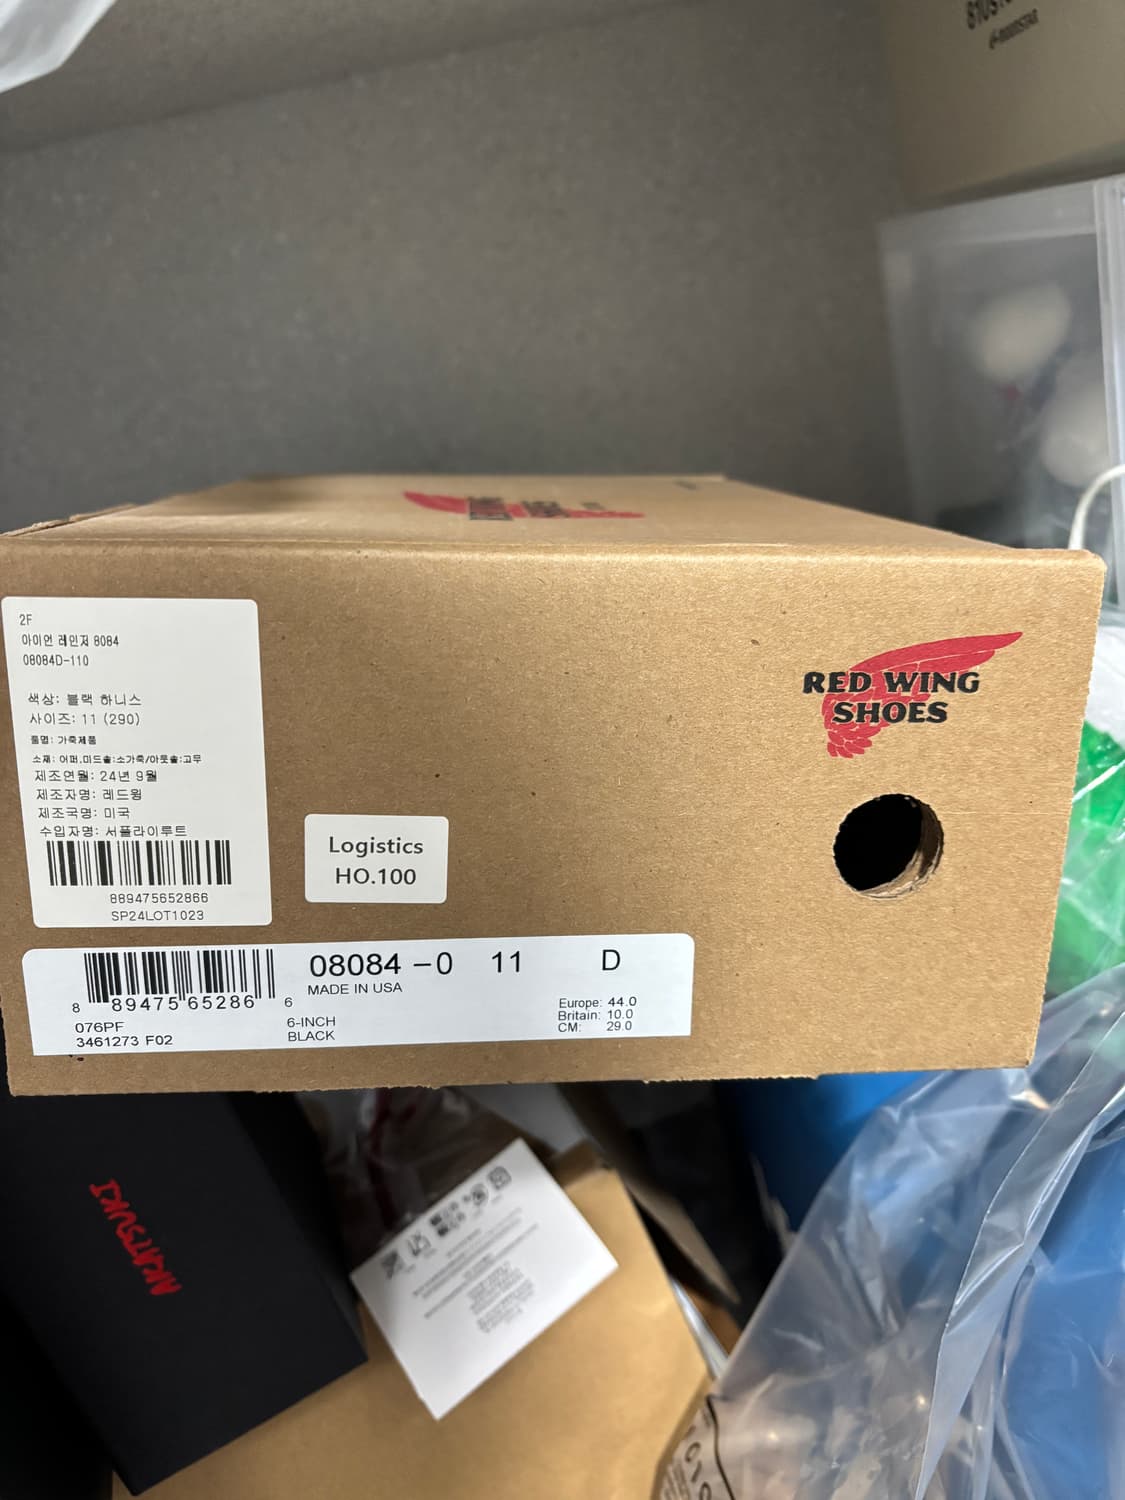 RED WING
SHOES
2F
아이언 레인저 8084
08084D-110
색상: 블랙 하니스
사이즈: 11 (290)
품명: 가죽제품
소재: 어퍼,미드솔:소가죽/아웃솔:고무
제조연월: 24년 9월
제조자명: 레드윙
제조국명: 미국
수입자명: 서플라이루트
889475652866
SP24LOT1023
Logistics
HO.100
08084 -0 11 D
MADE IN USA
8 89475 65286 6
076PF
3461273 F02
6-INCH
BLACK
Europe: 44.0
Britain: 10.0
CM: 29.0
AKATSUKI